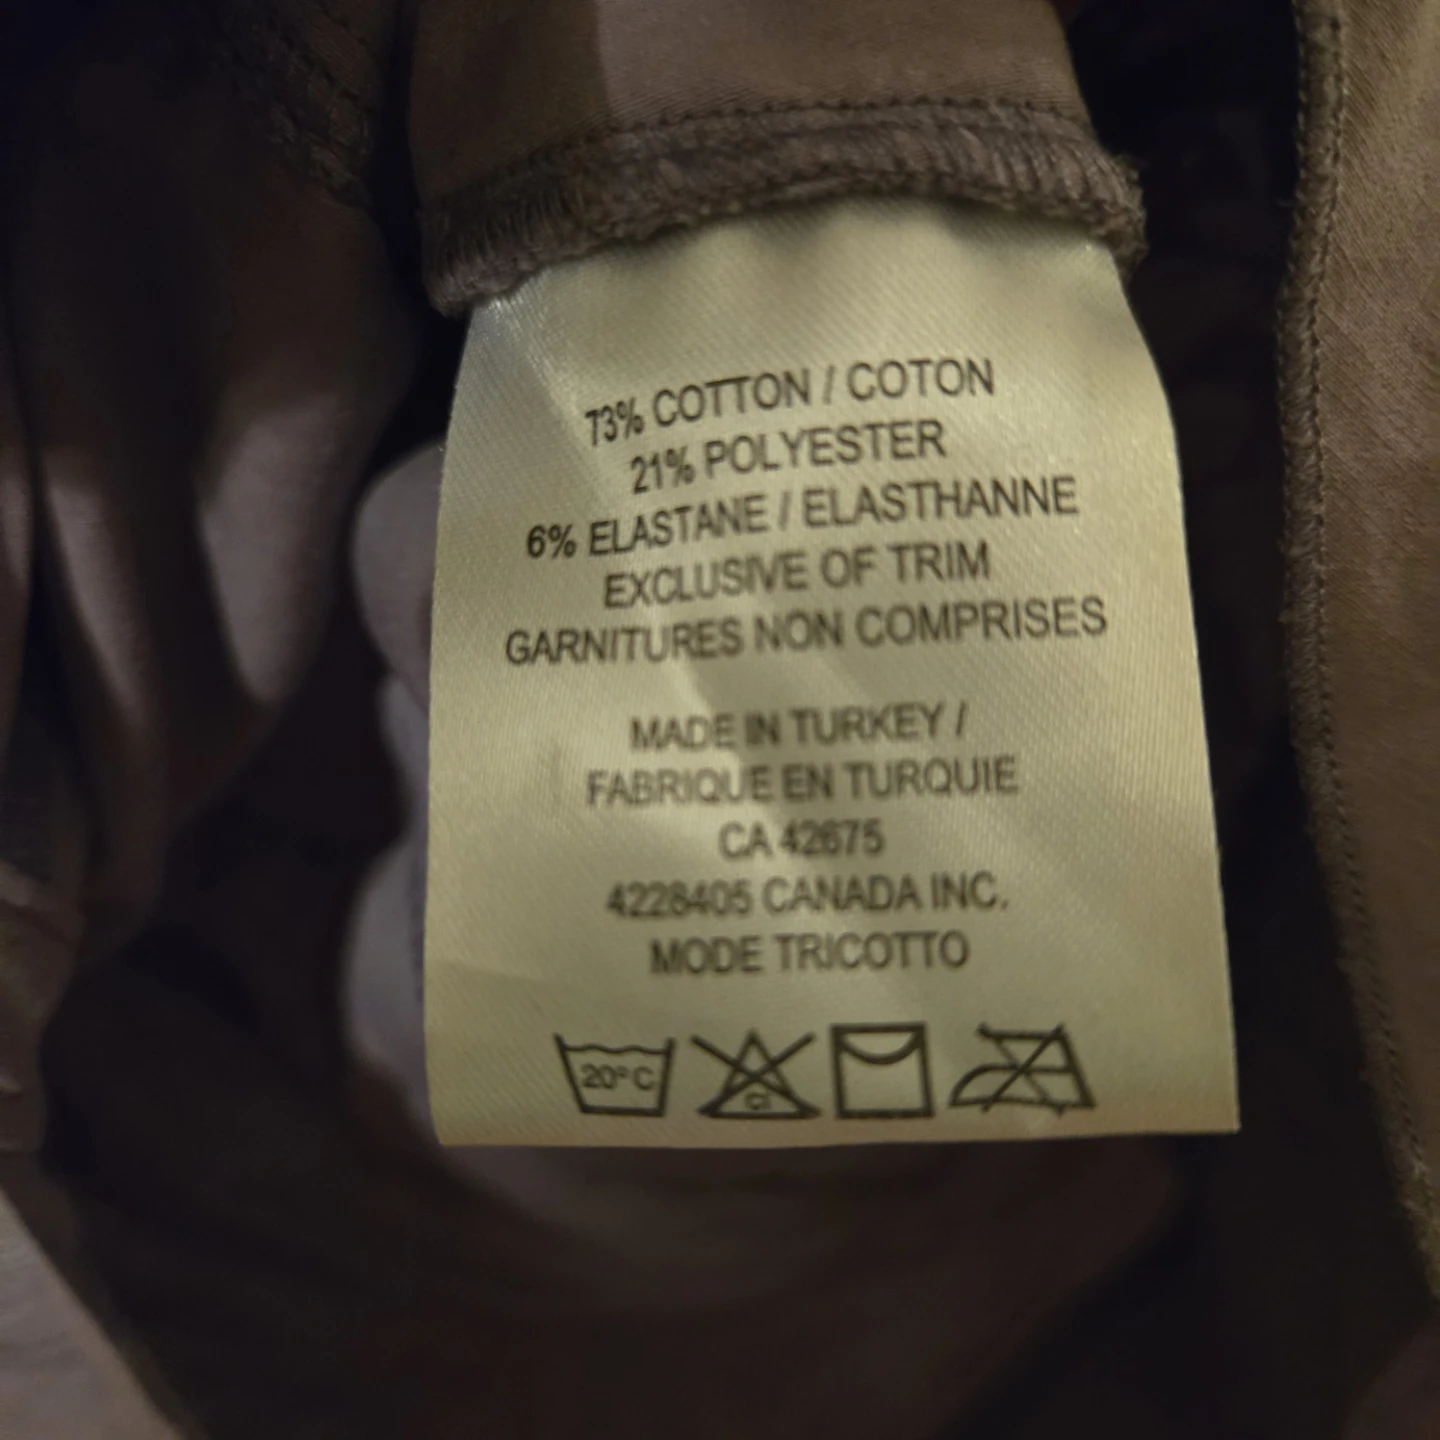 73% COTTON / COTON
21% POLYESTER
6% ELASTANE / ELASTHANNE
EXCLUSIVE OF TRIM
GARNITURES NON COMPRISES
MADE IN TURKEY /
FABRIQUE EN TURQUIE
CA 42675
4228405 CANADA INC.
MODE TRICOTTO
20°C Cl